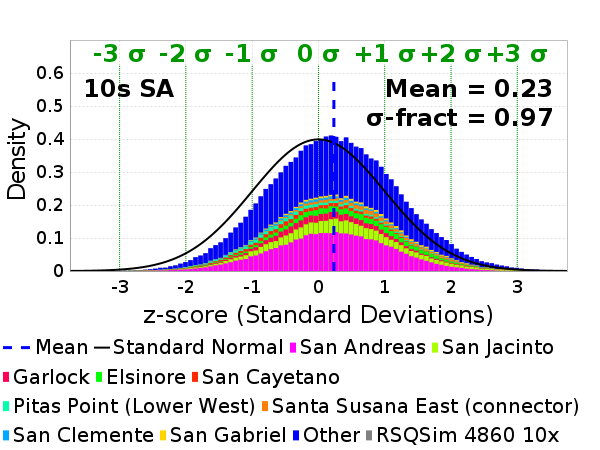 -3 σ -2 σ -1 σ 0 σ +1 σ +2 σ +3 σ
10s SA
Mean = 0.23
σ-fract = 0.97
Density
0.6
0.5
0.4
0.3
0.2
0.1
0
-3 -2 -1 0 1 2 3
z-score (Standard Deviations)
Mean Standard Normal San Andreas San Jacinto
Garlock Elsinore San Cayetano
Pitas Point (Lower West) Santa Susana East (connector)
San Clemente San Gabriel Other RSQSim 4860 10x